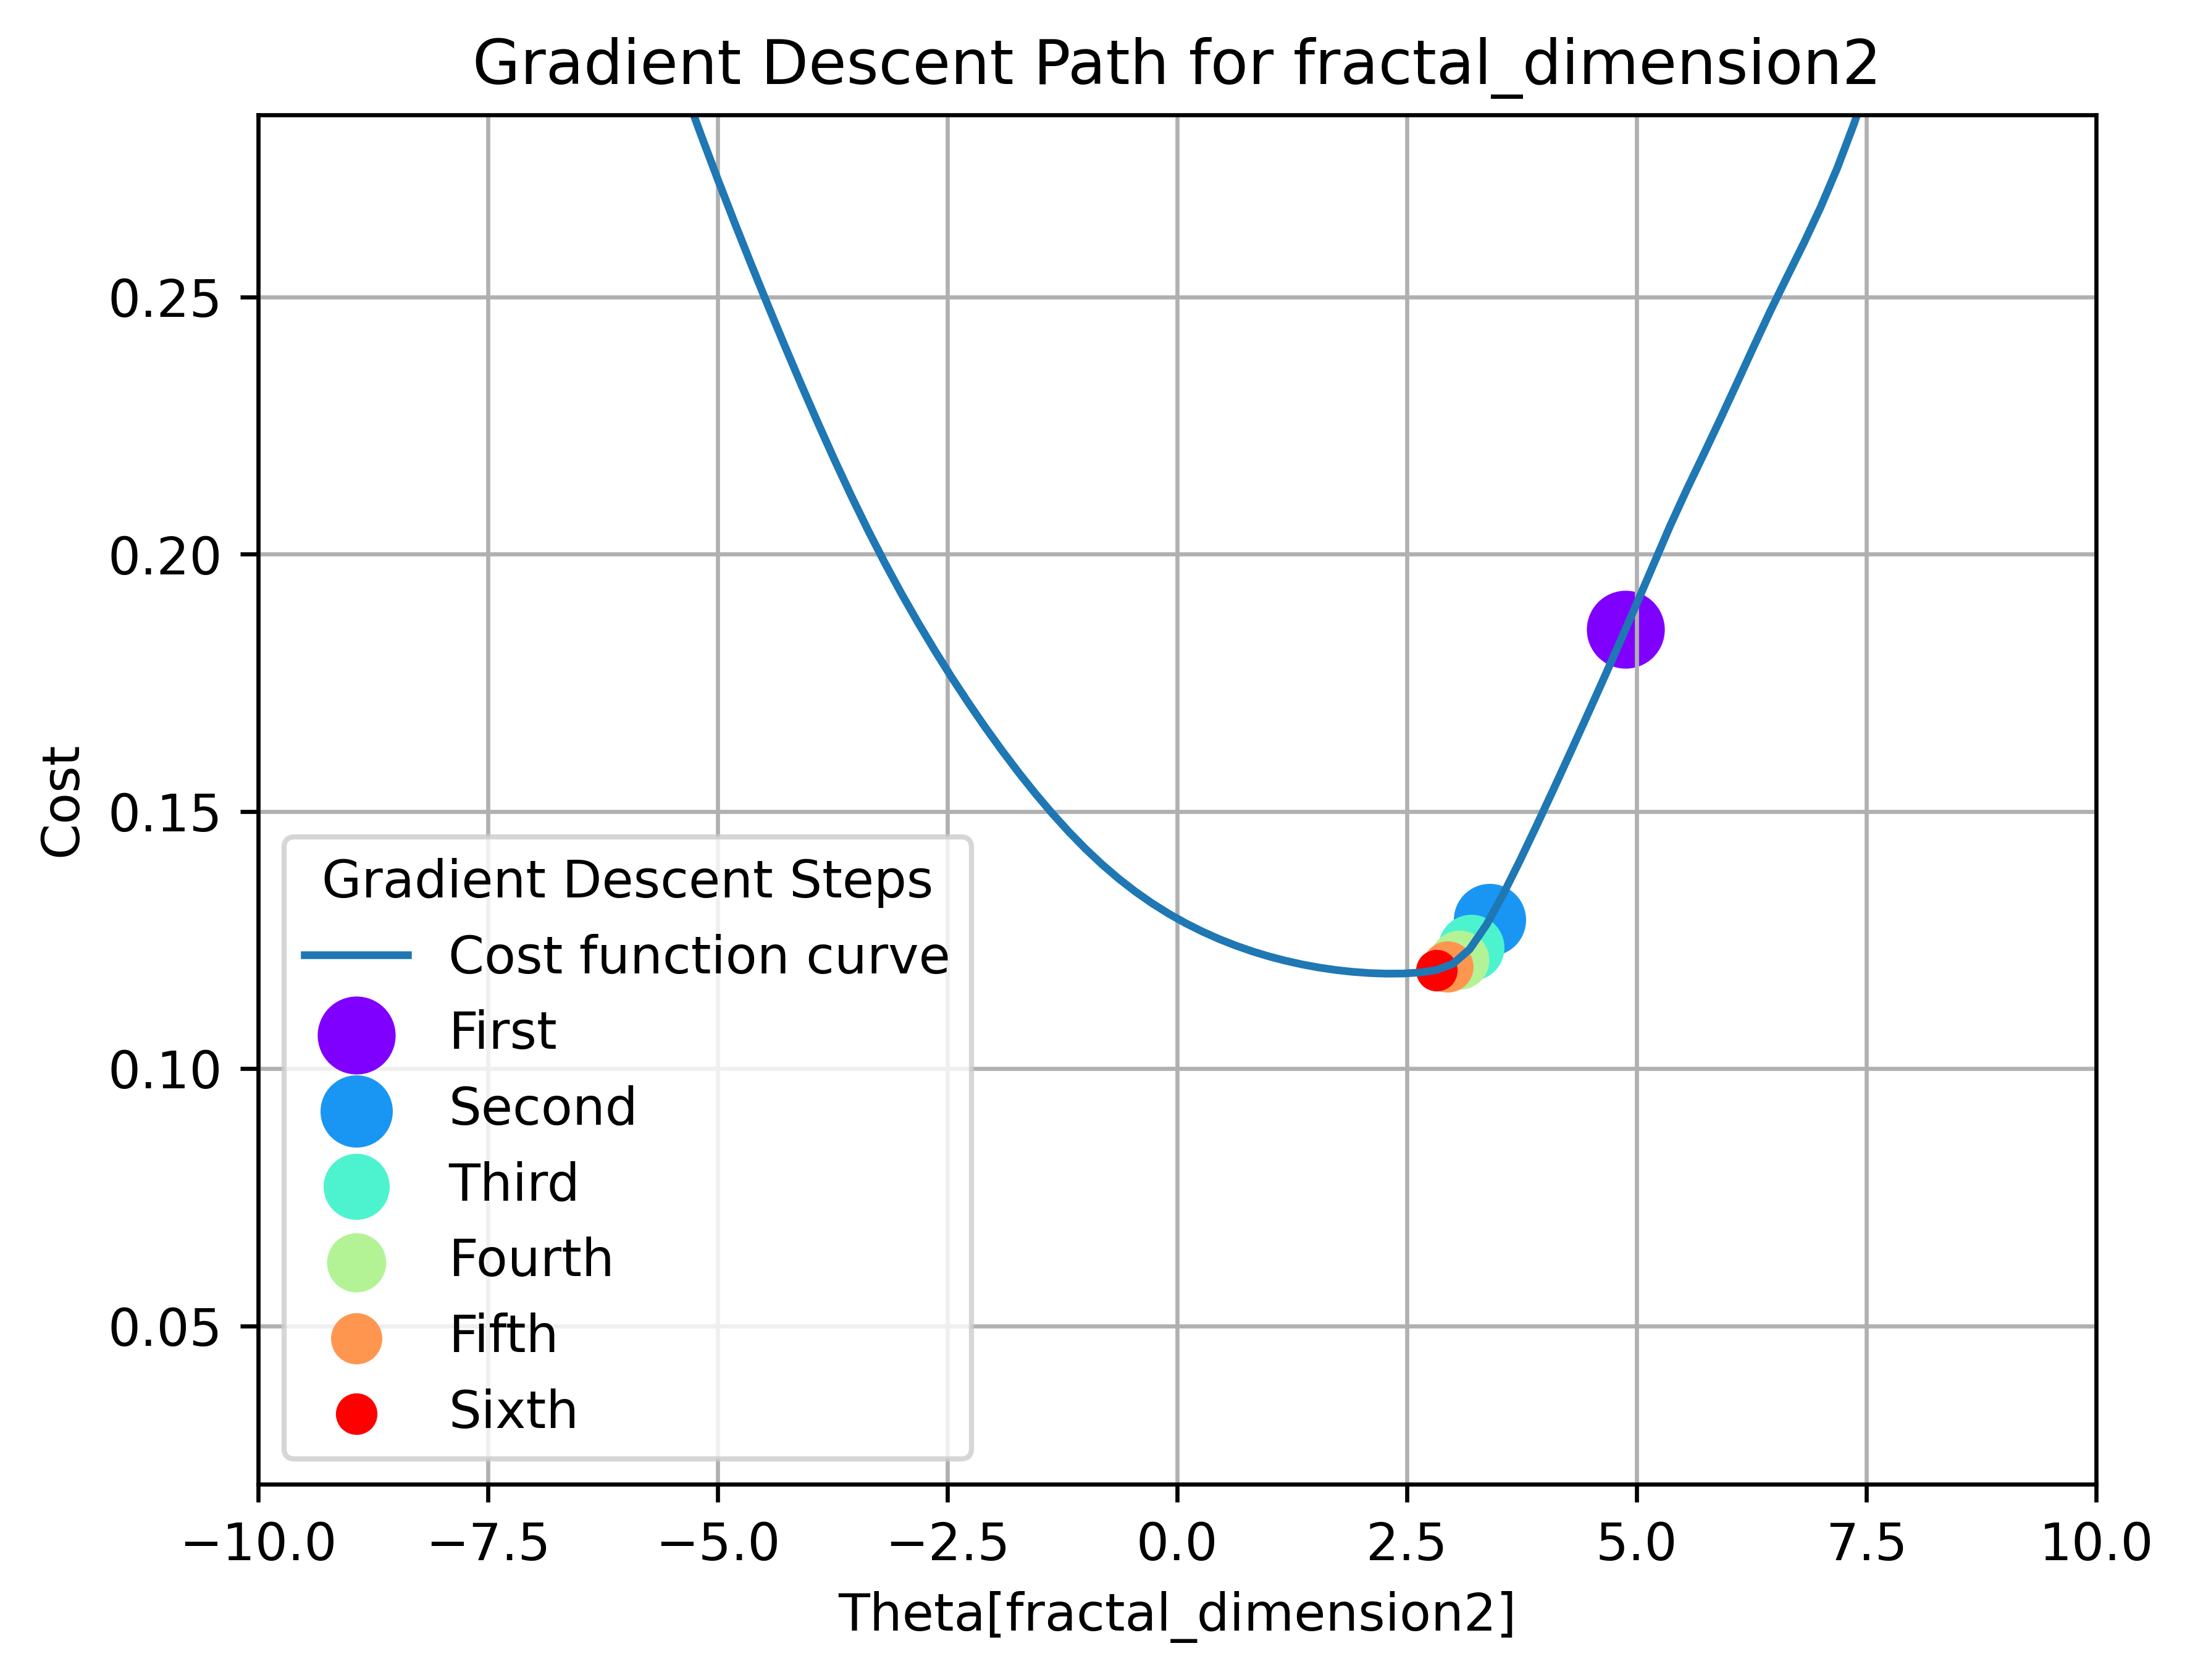 Gradient Descent Path for fractal_dimension2
0.25
0.20
0.15
0.10
0.05
Cost
Gradient Descent Steps
Cost function curve
First
Second
Third
Fourth
Fifth
Sixth
−10.0 −7.5 −5.0 −2.5 0.0 2.5 5.0 7.5 10.0
Theta[fractal_dimension2]